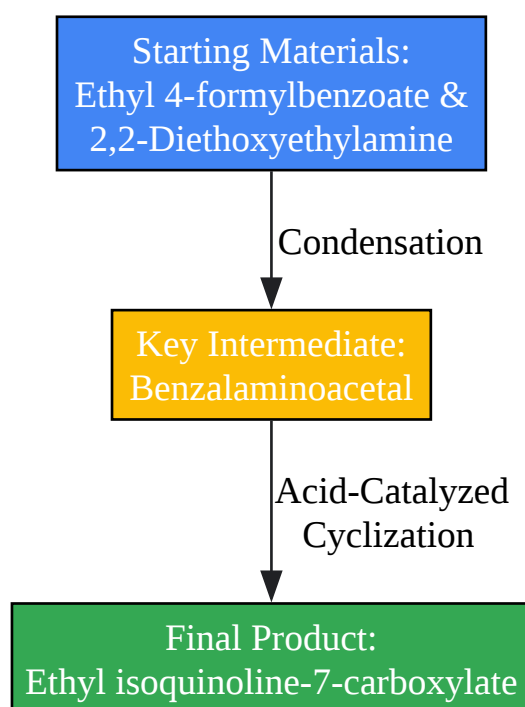 Starting Materials:
Ethyl 4-formylbenzoate &
2,2-Diethoxyethylamine
Condensation
Key Intermediate:
Benzalaminoacetal
Acid-Catalyzed
Cyclization
Final Product:
Ethyl isoquinoline-7-carboxylate